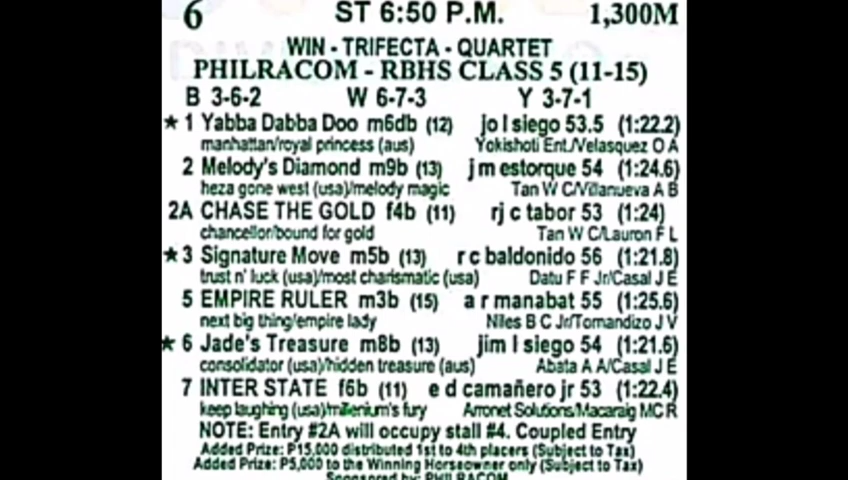 6 ST 6:50 P.M. 1,300M
WIN - TRIFECTA - QUARTET
PHILRACOM - RBHS CLASS 5 (11-15)
B 3-6-2 W 6-7-3 Y 3-7-1
★ 1 Yabba Dabba Doo m6db (12) jo l siego 53.5 (1:22.2)
manhattan/royal princess (aus) Yokishoti Ent./Velasquez O A
2 Melody's Diamond m9b (13) j m estorque 54 (1:24.6)
heza gone west (usa)/melody magic Tan W C/Villanueva A B
2A CHASE THE GOLD f4b (11) rj c tabor 53 (1:24)
chancellor/bound for gold Tan W C/Lauron F L
★ 3 Signature Move m5b (13) r c baldonido 56 (1:21.8)
trust n' luck (usa)/most charismatic (usa) Datu F F Jr/Casal J E
5 EMPIRE RULER m3b (15) a r manabat 55 (1:25.6)
next big thing/empire lady Niles B C Jr/Tomandizo J V
★ 6 Jade's Treasure m8b (13) jim l siego 54 (1:21.6)
consolidator (usa)/hidden treasure (aus) Abata A A/Casal J E
7 INTER STATE f6b (11) e d camañero jr 53 (1:22.4)
keep laughing (usa)/millenium's fury Arronet Solutions/Macaraig MC R
NOTE: Entry #2A will occupy stall #4. Coupled Entry
Added Prize: P15,000 distributed 1st to 4th placers (Subject to Tax)
Added Prize: P5,000 to the Winning Horseowner only (Subject to Tax)
Sponsored by: PHILRACOM